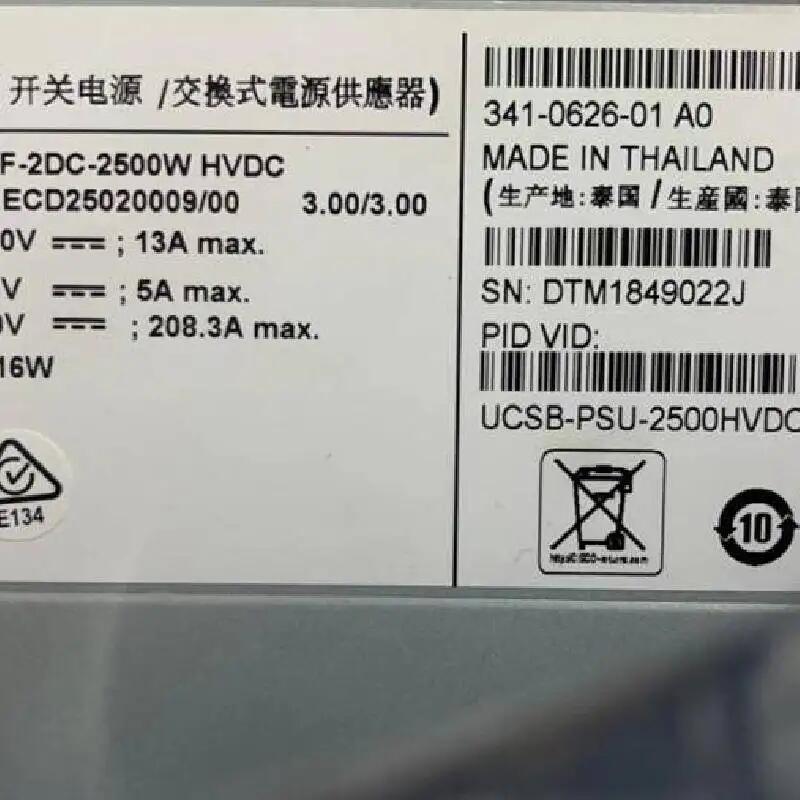 开关电源 /交換式電源供應器)
F-2DC-2500W HVDC
ECD25020009/00 3.00/3.00
0V ⎓ ; 13A max.
V ⎓ ; 5A max.
0V ⎓ ; 208.3A max.
16W
E134
341-0626-01 A0
MADE IN THAILAND
(生产地:泰国 / 生産國:泰
SN: DTM1849022J
PID VID:
UCSB-PSU-2500HVDC
10